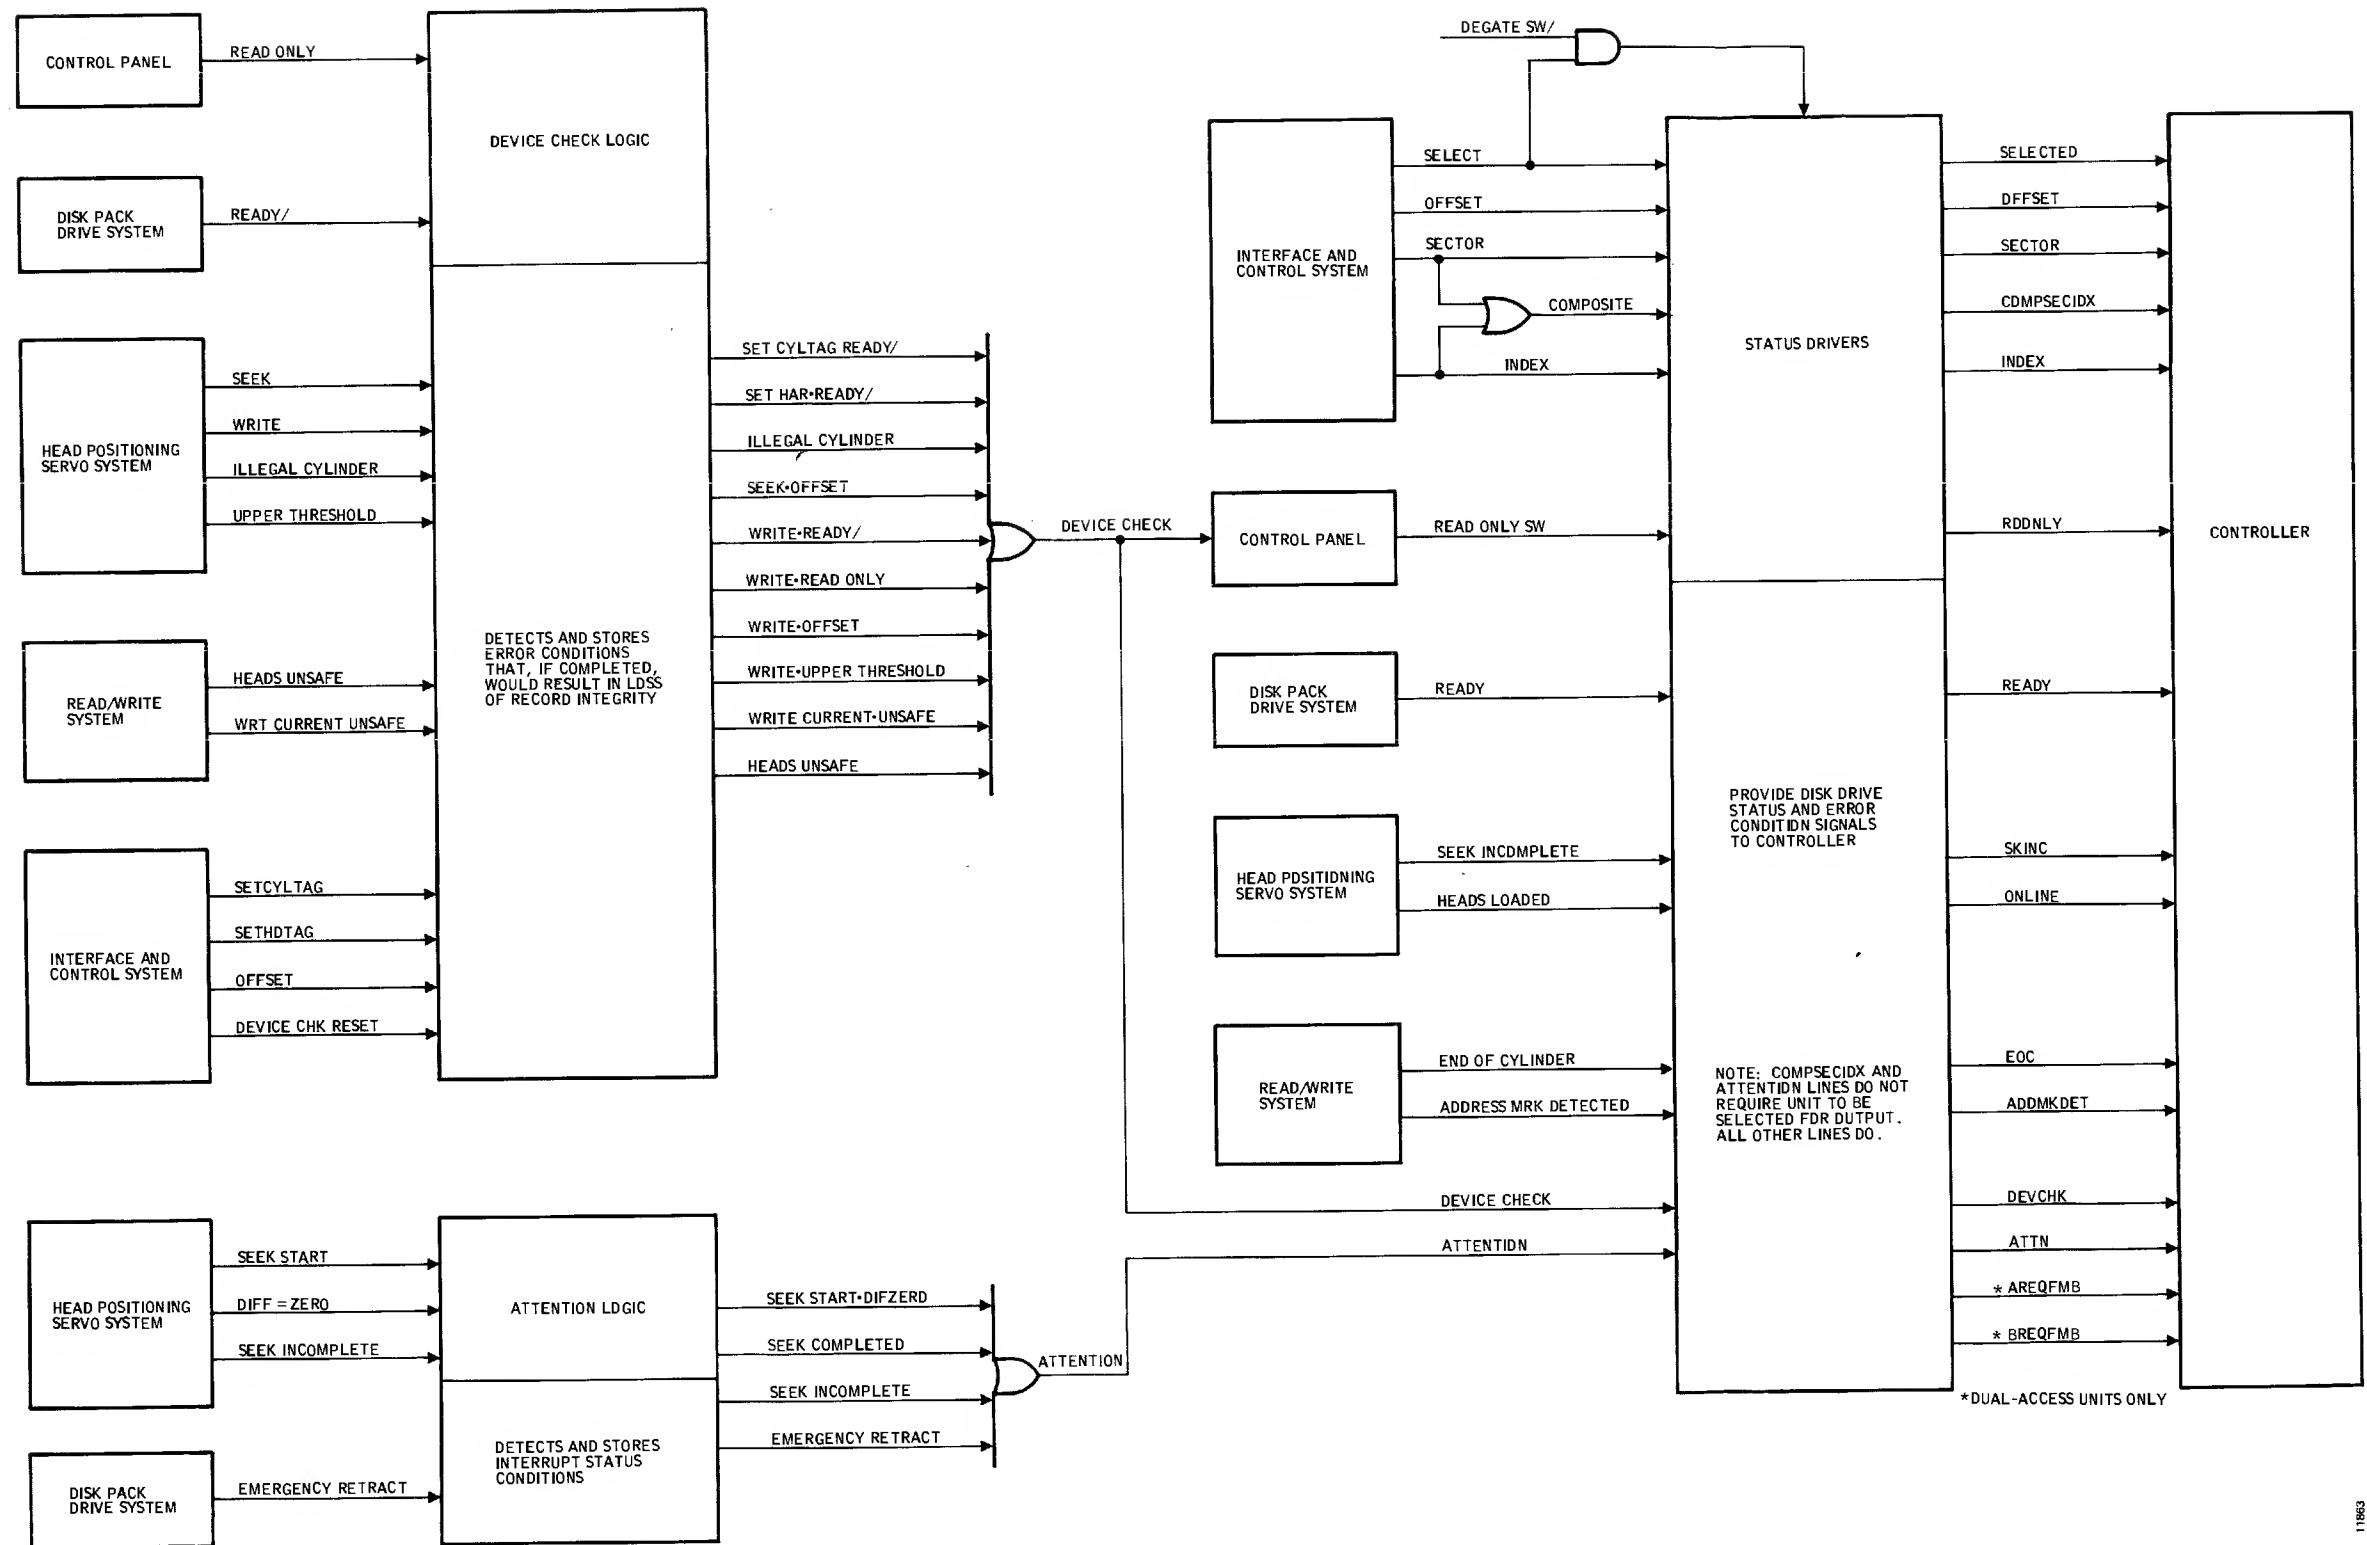 CONTROL PANEL
READ ONLY
DEVICE CHECK LOGIC
DISK PACK
DRIVE SYSTEM
READY/
HEAD POSITIONING
SERVO SYSTEM
SEEK
WRITE
ILLEGAL CYLINDER
UPPER THRESHOLD
READ/WRITE
SYSTEM
HEADS UNSAFE
WRT CURRENT UNSAFE
INTERFACE AND
CONTROL SYSTEM
SETCYLTAG
SETHDTAG
OFFSET
DEVICE CHK RESET
DETECTS AND STORES
ERROR CONDITIONS
THAT, IF COMPLETED,
WOULD RESULT IN LDSS
OF RECORD INTEGRITY
SET CYLTAG READY/
SET HAR•READY/
ILLEGAL CYLINDER
SEEK•OFFSET
WRITE•READY/
WRITE•READ ONLY
WRITE•OFFSET
WRITE•UPPER THRESHOLD
WRITE CURRENT•UNSAFE
HEADS UNSAFE
DEVICE CHECK
HEAD POSITIONING
SERVO SYSTEM
SEEK START
DIFF = ZERO
SEEK INCOMPLETE
DISK PACK
DRIVE SYSTEM
EMERGENCY RETRACT
ATTENTION LDGIC
DETECTS AND STORES
INTERRUPT STATUS
CONDITIONS
SEEK START•DIFZERD
SEEK COMPLETED
SEEK INCOMPLETE
EMERGENCY RETRACT
ATTENTION
DEGATE SW/
INTERFACE AND
CONTROL SYSTEM
SELECT
OFFSET
SECTOR
COMPOSITE
INDEX
CONTROL PANEL
READ ONLY SW
DISK PACK
DRIVE SYSTEM
READY
HEAD PDSITIDNING
SERVO SYSTEM
SEEK INCDMPLETE
HEADS LOADED
READ/WRITE
SYSTEM
END OF CYLINDER
ADDRESS MRK DETECTED
DEVICE CHECK
ATTENTIDN
STATUS DRIVERS
PROVIDE DISK DRIVE
STATUS AND ERROR
CONDITIDN SIGNALS
TO CONTROLLER
NOTE: COMPSECIDX AND
ATTENTIDN LINES DO NOT
REQUIRE UNIT TO BE
SELECTED FDR DUTPUT.
ALL OTHER LINES DO.
SELECTED
DFFSET
SECTOR
CDMPSECIDX
INDEX
RDDNLY
READY
SKINC
ONLINE
EOC
ADDMKDET
DEVCHK
ATTN
* AREQFMB
* BREQFMB
CONTROLLER
*DUAL-ACCESS UNITS ONLY
11863